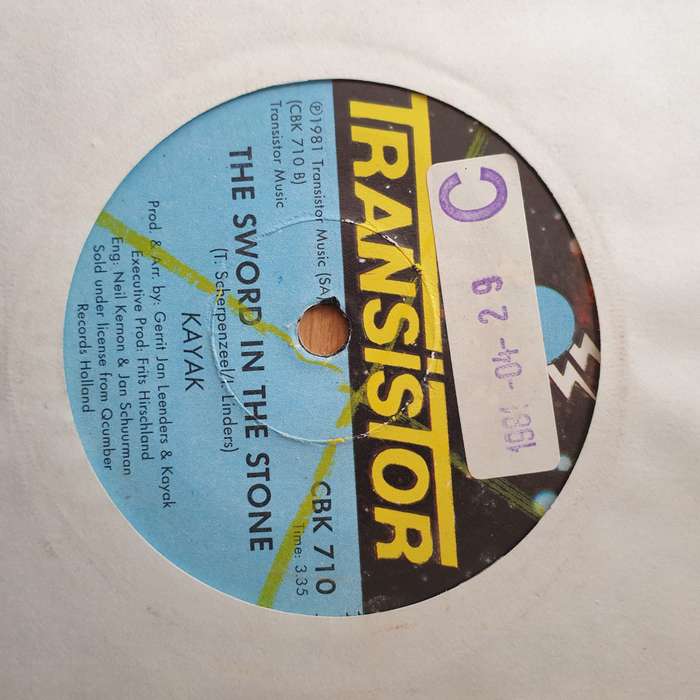 TRANSISTOR
C
1981-04-29
℗1981 Transistor Music (SA)
(CBK 710 B)
Transistor Music
CBK 710
Time: 3.35
THE SWORD IN THE STONE
(T. Scherpenzeel/I. Linders)
KAYAK
Prod. & Arr. by: Gerrit Jan Leenders & Kayak
Executive Prod: Frits Hirschland
Eng: Neil Kernon & Jan Schuurman
Sold under license from Qcumber
Records Holland